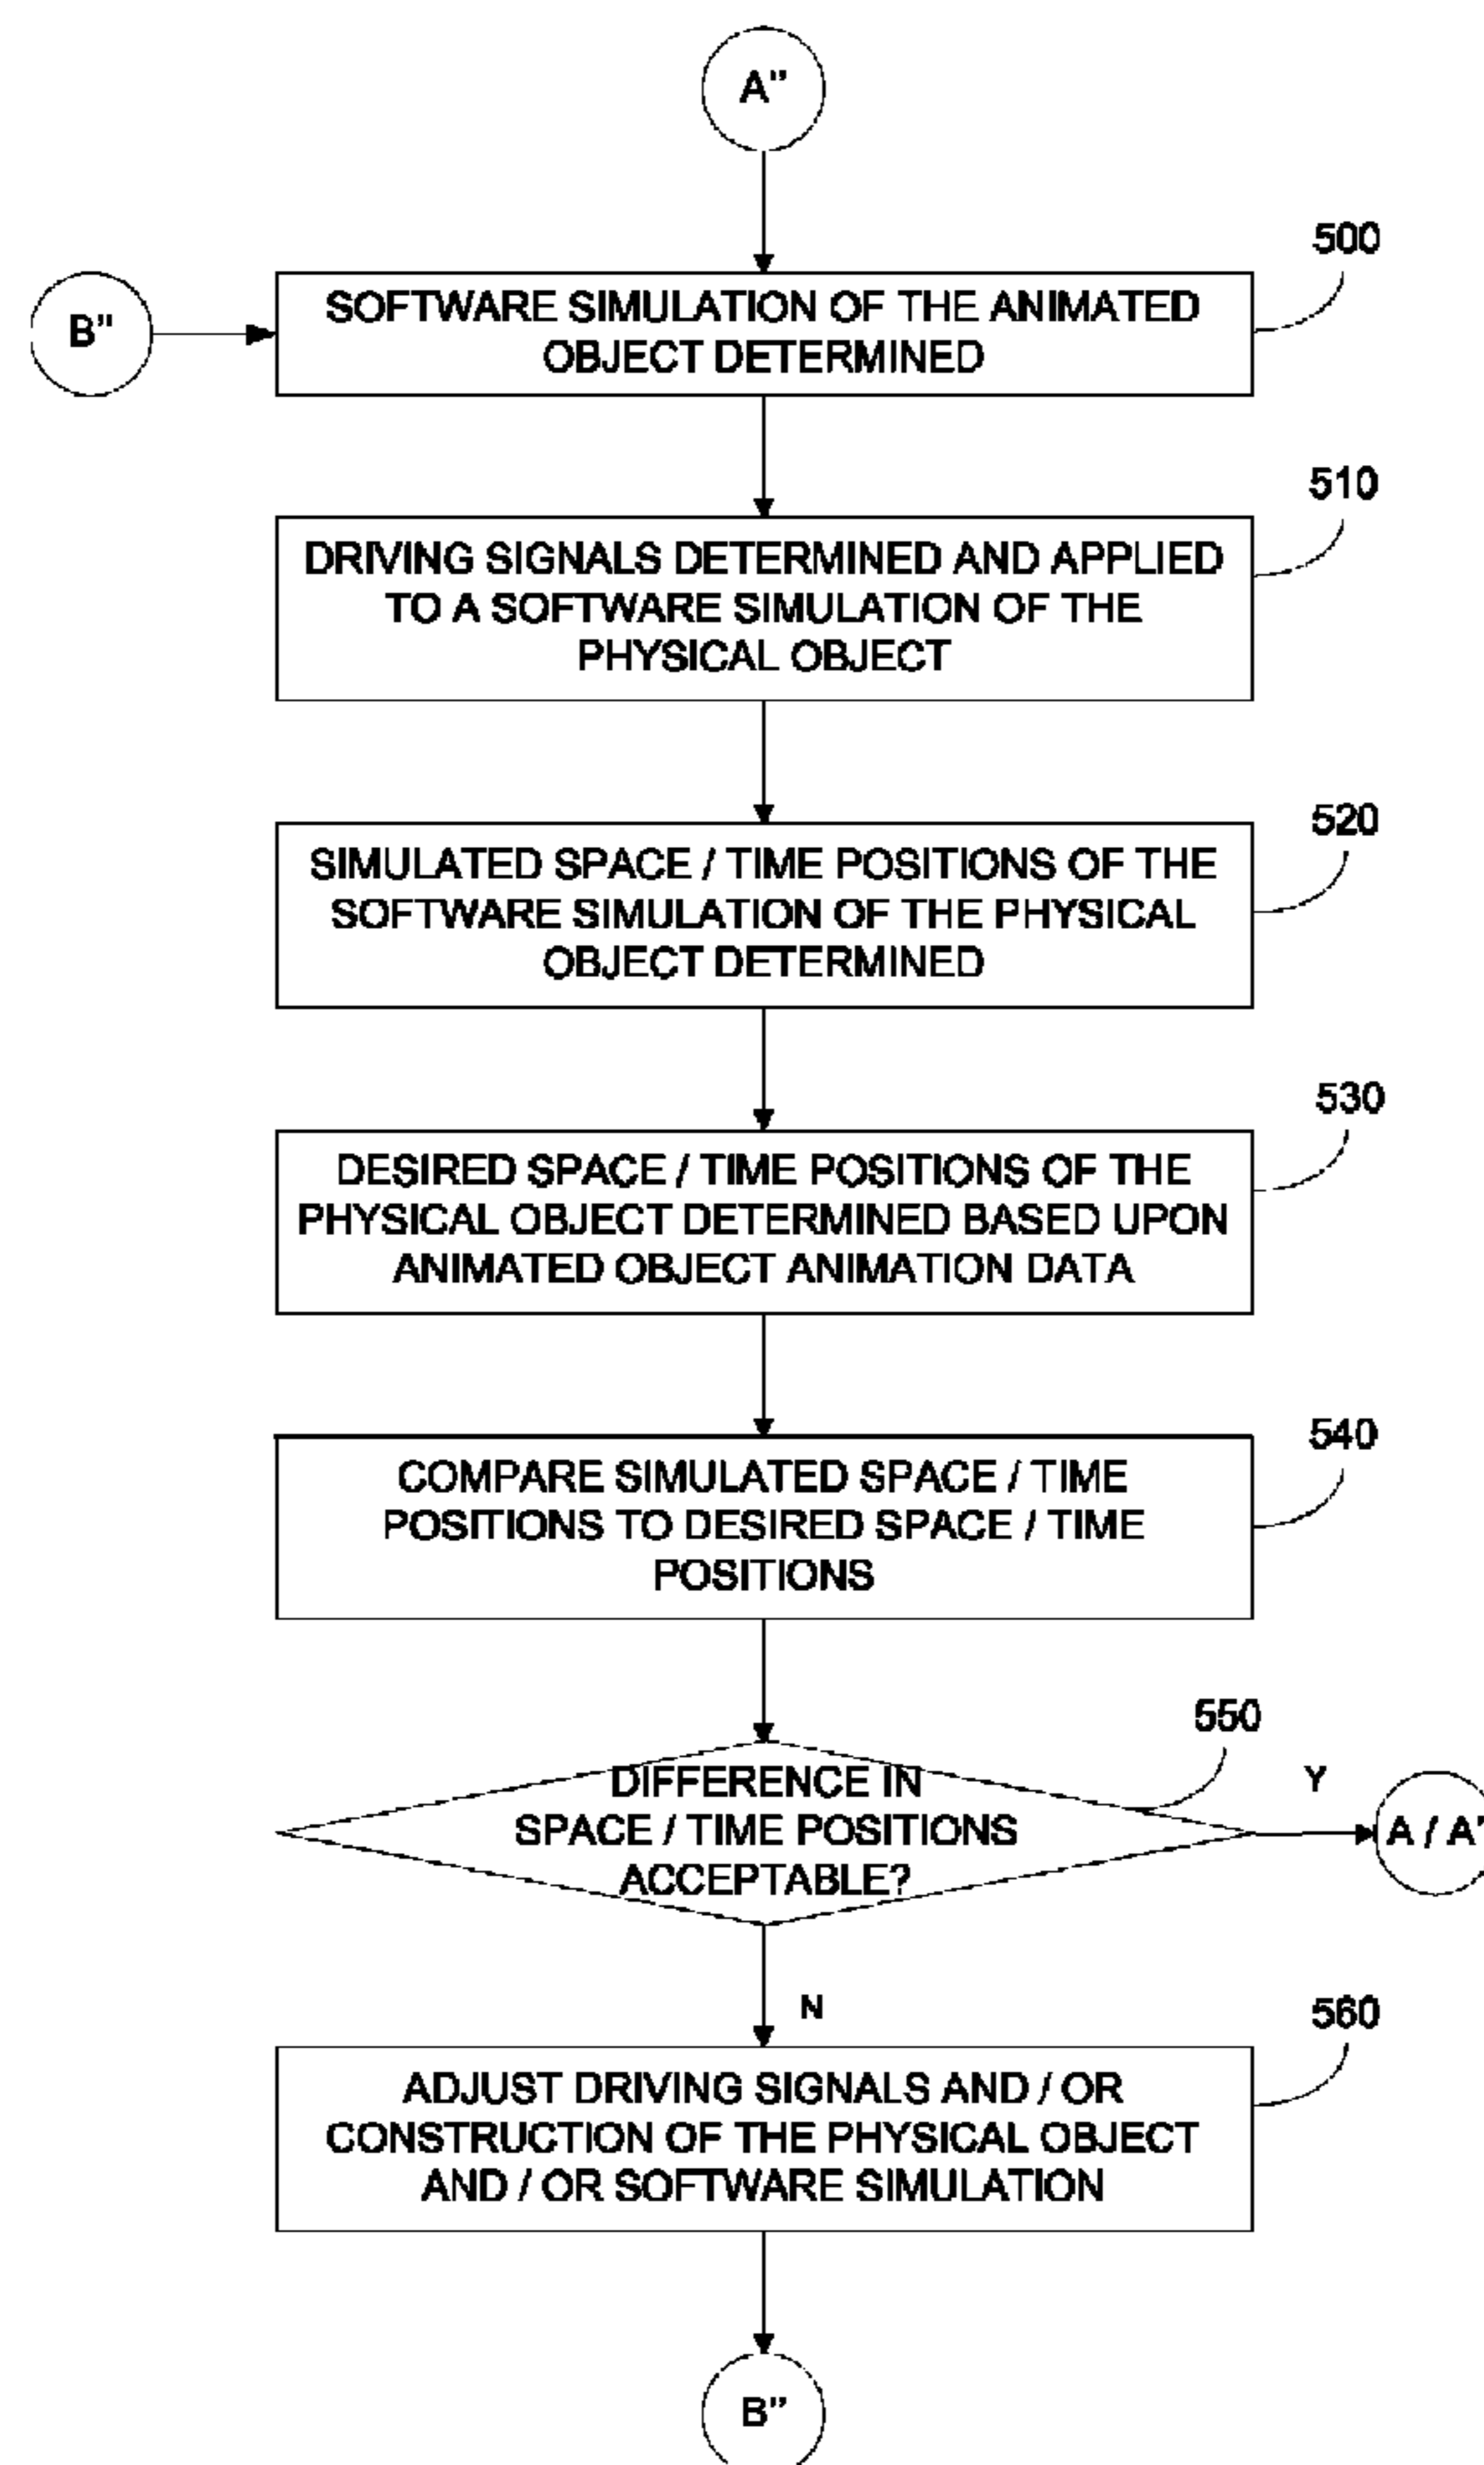 A"
500
B"
SOFTWARE SIMULATION OF THE ANIMATED
OBJECT DETERMINED
510
DRIVING SIGNALS DETERMINED AND APPLIED
TO A SOFTWARE SIMULATION OF THE
PHYSICAL OBJECT
520
SIMULATED SPACE / TIME POSITIONS OF THE
SOFTWARE SIMULATION OF THE PHYSICAL
OBJECT DETERMINED
530
DESIRED SPACE / TIME POSITIONS OF THE
PHYSICAL OBJECT DETERMINED BASED UPON
ANIMATED OBJECT ANIMATION DATA
540
COMPARE SIMULATED SPACE / TIME
POSITIONS TO DESIRED SPACE / TIME
POSITIONS
550
DIFFERENCE IN
SPACE / TIME POSITIONS
ACCEPTABLE?
Y
A / A'
N
560
ADJUST DRIVING SIGNALS AND / OR
CONSTRUCTION OF THE PHYSICAL OBJECT
AND / OR SOFTWARE SIMULATION
B"